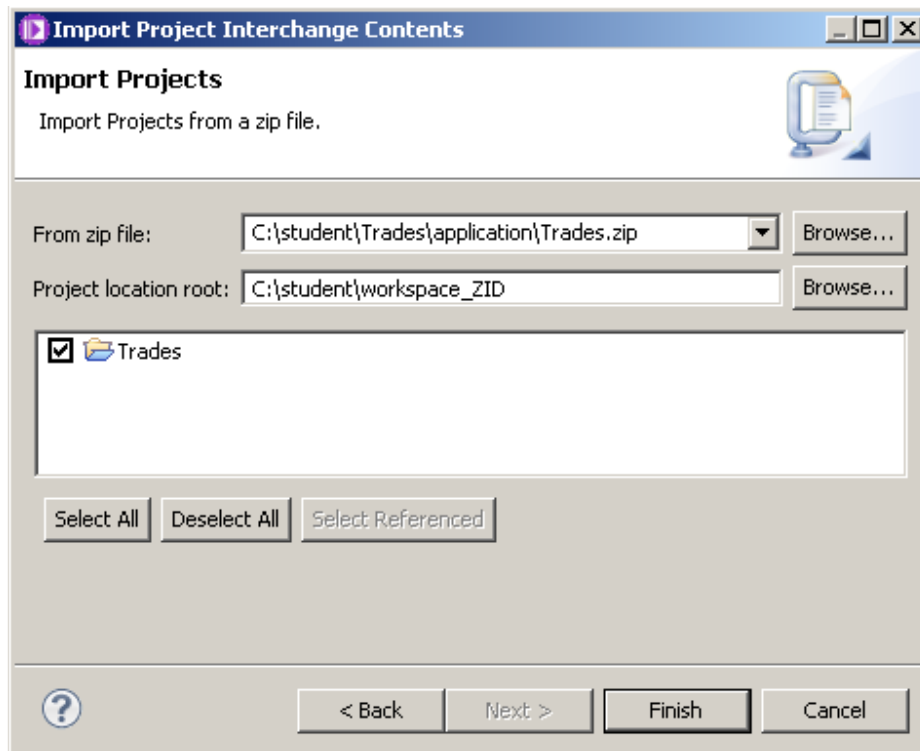 Import Project Interchange Contents
Import Projects
Import Projects from a zip file.
From zip file: C:\student\Trades\application\Trades.zip Browse...
Project location root: C:\student\workspace_ZID Browse...
Trades
Select All Deselect All Select Referenced
? < Back Next > Finish Cancel